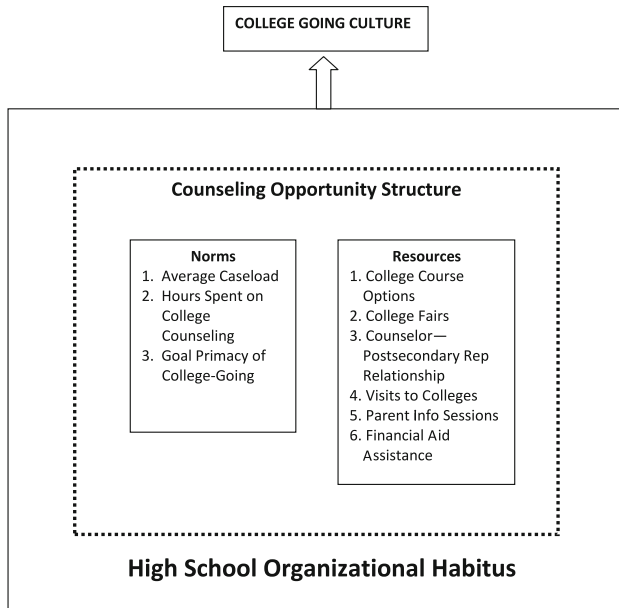 COLLEGE GOING CULTURE
Counseling Opportunity Structure
Norms
1. Average Caseload
2. Hours Spent on
College
Counseling
3. Goal Primacy of
College-Going
Resources
1. College Course
Options
2. College Fairs
3. Counselor—
Postsecondary Rep
Relationship
4. Visits to Colleges
5. Parent Info Sessions
6. Financial Aid
Assistance
High School Organizational Habitus